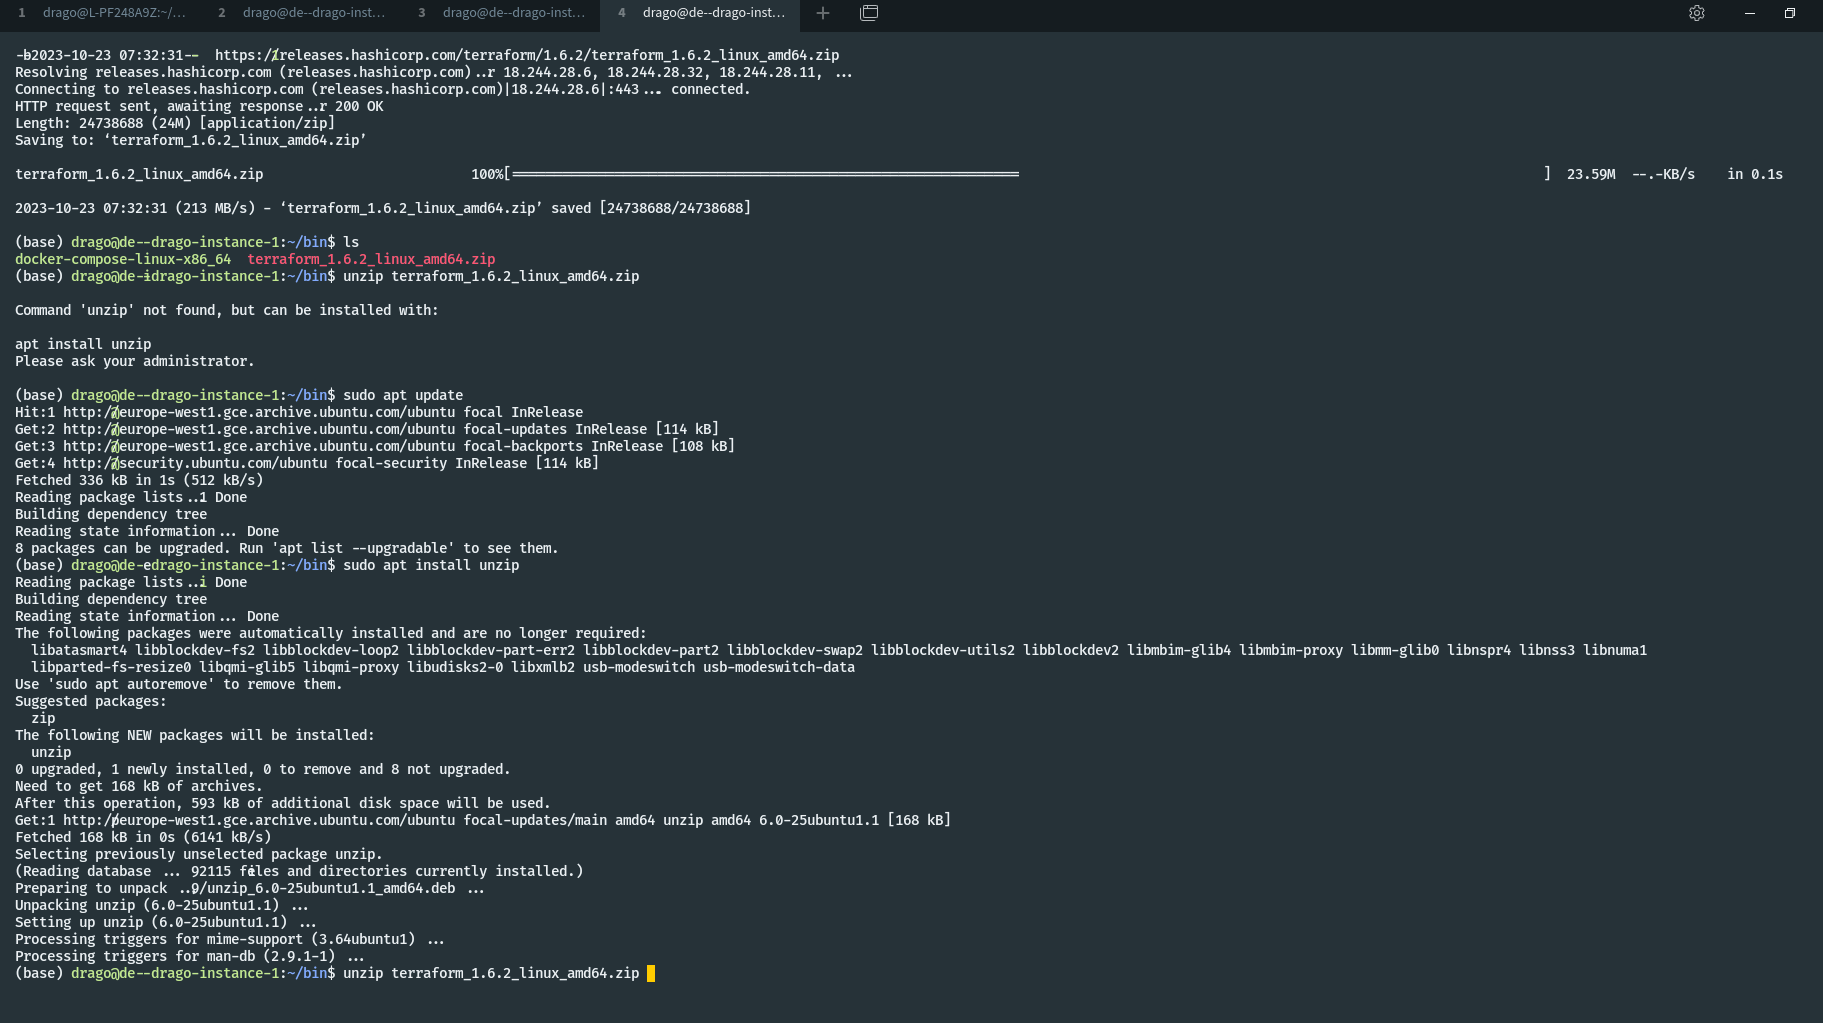 1 drago@L-PF248A9Z:~/... 2 drago@de--drago-inst... 3 drago@de--drago-inst... 4 drago@de--drago-inst...
--2023-10-23 07:32:31-- https://releases.hashicorp.com/terraform/1.6.2/terraform_1.6.2_linux_amd64.zip
Resolving releases.hashicorp.com (releases.hashicorp.com)..r 18.244.28.6, 18.244.28.32, 18.244.28.11, ...
Connecting to releases.hashicorp.com (releases.hashicorp.com)|18.244.28.6|:443... connected.
HTTP request sent, awaiting response..r 200 OK
Length: 24738688 (24M) [application/zip]
Saving to: ‘terraform_1.6.2_linux_amd64.zip’
terraform_1.6.2_linux_amd64.zip 100%[===============================================================>] 23.59M --.-KB/s in 0.1s
2023-10-23 07:32:31 (213 MB/s) - ‘terraform_1.6.2_linux_amd64.zip’ saved [24738688/24738688]
(base) drago@de--drago-instance-1:~/bin$ ls
docker-compose-linux-x86_64 terraform_1.6.2_linux_amd64.zip
(base) drago@de--drago-instance-1:~/bin$ unzip terraform_1.6.2_linux_amd64.zip
Command 'unzip' not found, but can be installed with:
apt install unzip
Please ask your administrator.
(base) drago@de--drago-instance-1:~/bin$ sudo apt update
Hit:1 http://europe-west1.gce.archive.ubuntu.com/ubuntu focal InRelease
Get:2 http://europe-west1.gce.archive.ubuntu.com/ubuntu focal-updates InRelease [114 kB]
Get:3 http://europe-west1.gce.archive.ubuntu.com/ubuntu focal-backports InRelease [108 kB]
Get:4 http://security.ubuntu.com/ubuntu focal-security InRelease [114 kB]
Fetched 336 kB in 1s (512 kB/s)
Reading package lists..1 Done
Building dependency tree
Reading state information... Done
8 packages can be upgraded. Run 'apt list --upgradable' to see them.
(base) drago@de-edrago-instance-1:~/bin$ sudo apt install unzip
Reading package lists..i Done
Building dependency tree
Reading state information... Done
The following packages were automatically installed and are no longer required:
libatasmart4 libblockdev-fs2 libblockdev-loop2 libblockdev-part-err2 libblockdev-part2 libblockdev-swap2 libblockdev-utils2 libblockdev2 libmbim-glib4 libmbim-proxy libmm-glib0 libnspr4 libnss3 libnuma1
libparted-fs-resize0 libqmi-glib5 libqmi-proxy libudisks2-0 libxmlb2 usb-modeswitch usb-modeswitch-data
Use 'sudo apt autoremove' to remove them.
Suggested packages:
zip
The following NEW packages will be installed:
unzip
0 upgraded, 1 newly installed, 0 to remove and 8 not upgraded.
Need to get 168 kB of archives.
After this operation, 593 kB of additional disk space will be used.
Get:1 http://europe-west1.gce.archive.ubuntu.com/ubuntu focal-updates/main amd64 unzip amd64 6.0-25ubuntu1.1 [168 kB]
Fetched 168 kB in 0s (6141 kB/s)
Selecting previously unselected package unzip.
(Reading database ... 92115 files and directories currently installed.)
Preparing to unpack ..9/unzip_6.0-25ubuntu1.1_amd64.deb ...
Unpacking unzip (6.0-25ubuntu1.1) ...
Setting up unzip (6.0-25ubuntu1.1) ...
Processing triggers for mime-support (3.64ubuntu1) ...
Processing triggers for man-db (2.9.1-1) ...
(base) drago@de--drago-instance-1:~/bin$ unzip terraform_1.6.2_linux_amd64.zip